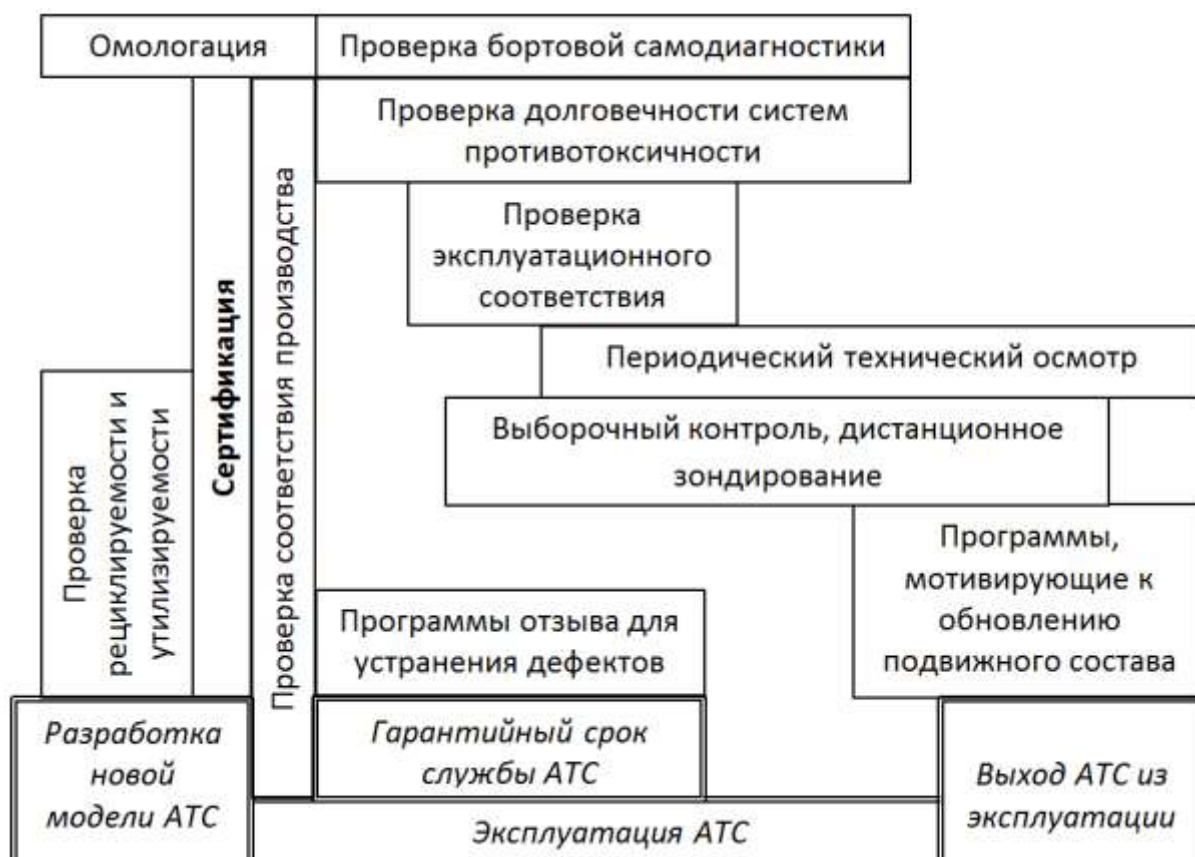 Омологация
Проверка бортовой самодиагностики
Проверка долговечности систем
противотоксичности
Проверка
эксплуатационного
соответствия
Периодический технический осмотр
Выборочный контроль, дистанционное
зондирование
Программы,
мотивирующие к
обновлению
подвижного состава
Проверка
рециклируемости и
утилизируемости
Сертификация
Проверка соответствия производства
Программы отзыва для
устранения дефектов
Разработка
новой
модели АТС
Гарантийный срок
службы АТС
Эксплуатация АТС
Выход АТС из
эксплуатации